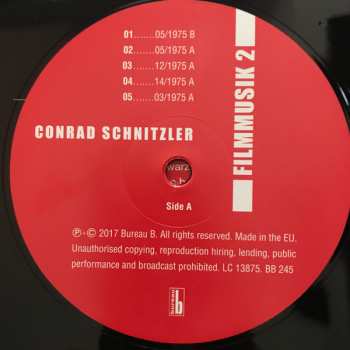 01.......05/1975 B
02.......05/1975 A
03.......12/1975 A
04.......14/1975 A
05.......03/1975 A
FILMMUSIK 2
CONRAD SCHNITZLER
warz
Side A
℗-© 2017 Bureau B. All rights reserved. Made in the EU.
Unauthorised copying, reproduction hiring, lending, public
performance and broadcast prohibited. LC 13875. BB 245
bureau b